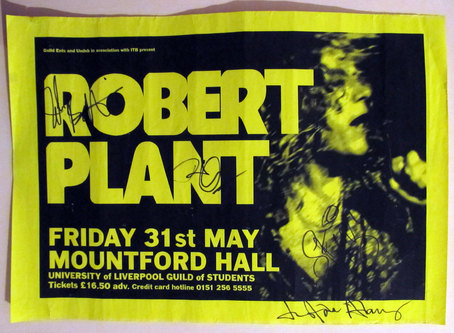 Guild Ents and Unilsh in association with ITB present
ROBERT
PLANT
FRIDAY 31st MAY
MOUNTFORD HALL
UNIVERSITY of LIVERPOOL GUILD of STUDENTS
Tickets £16.50 adv. Credit card hotline 0151 256 5555